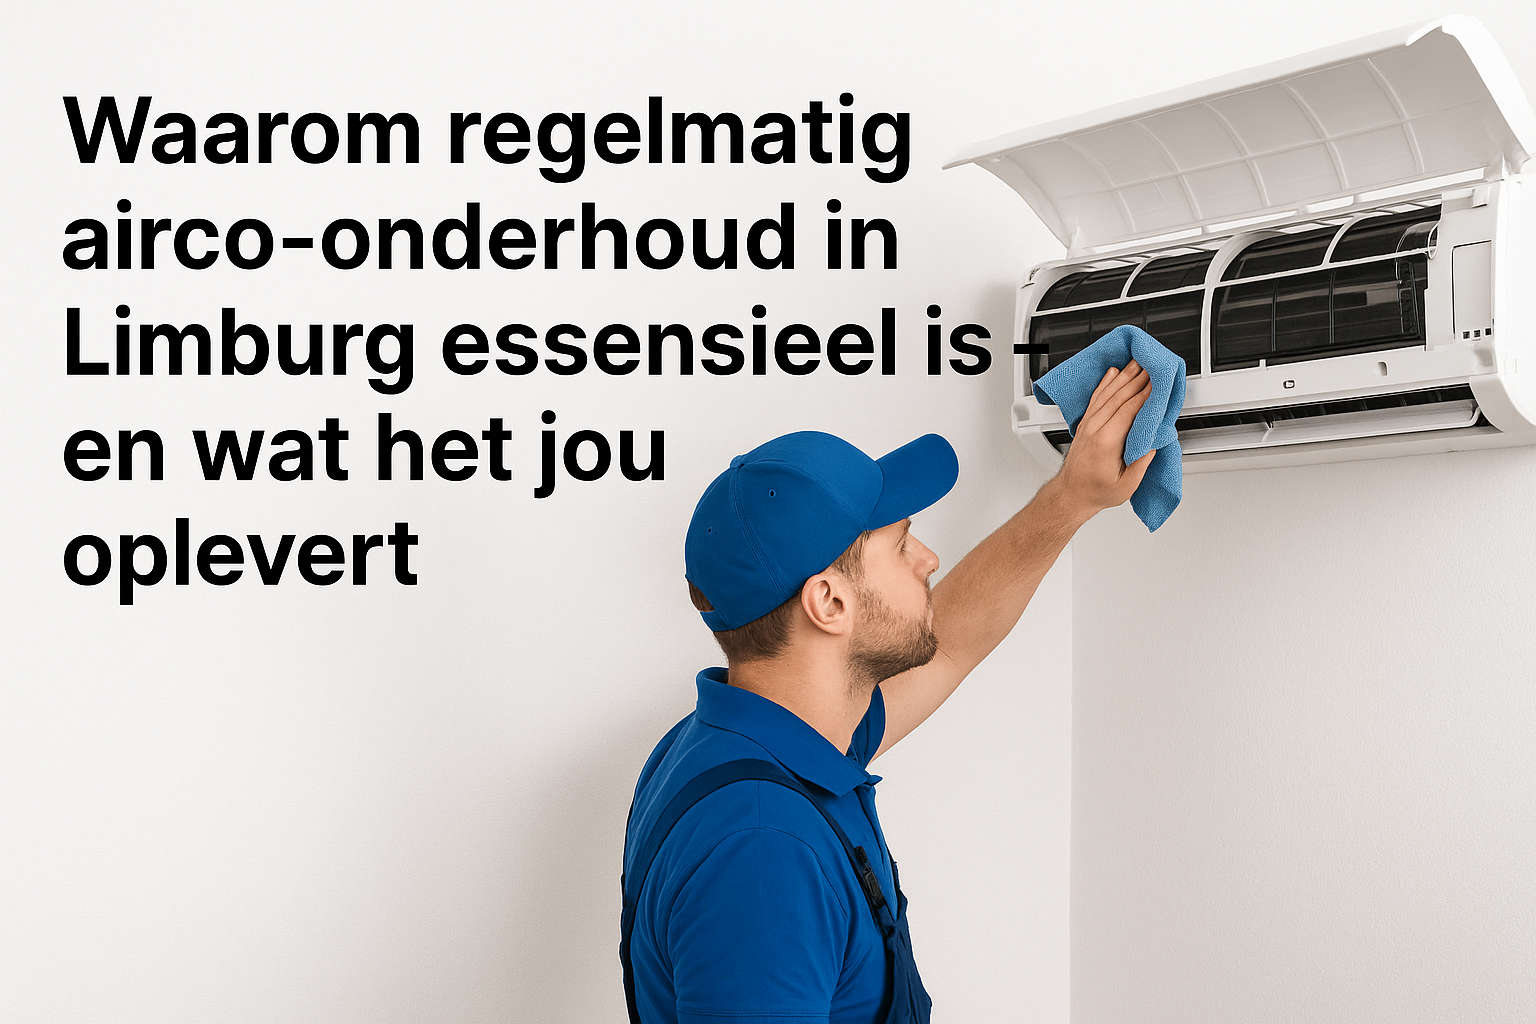 Waarom regelmatig
airco-onderhoud in
Limburg essensieel is -
en wat het jou
oplevert